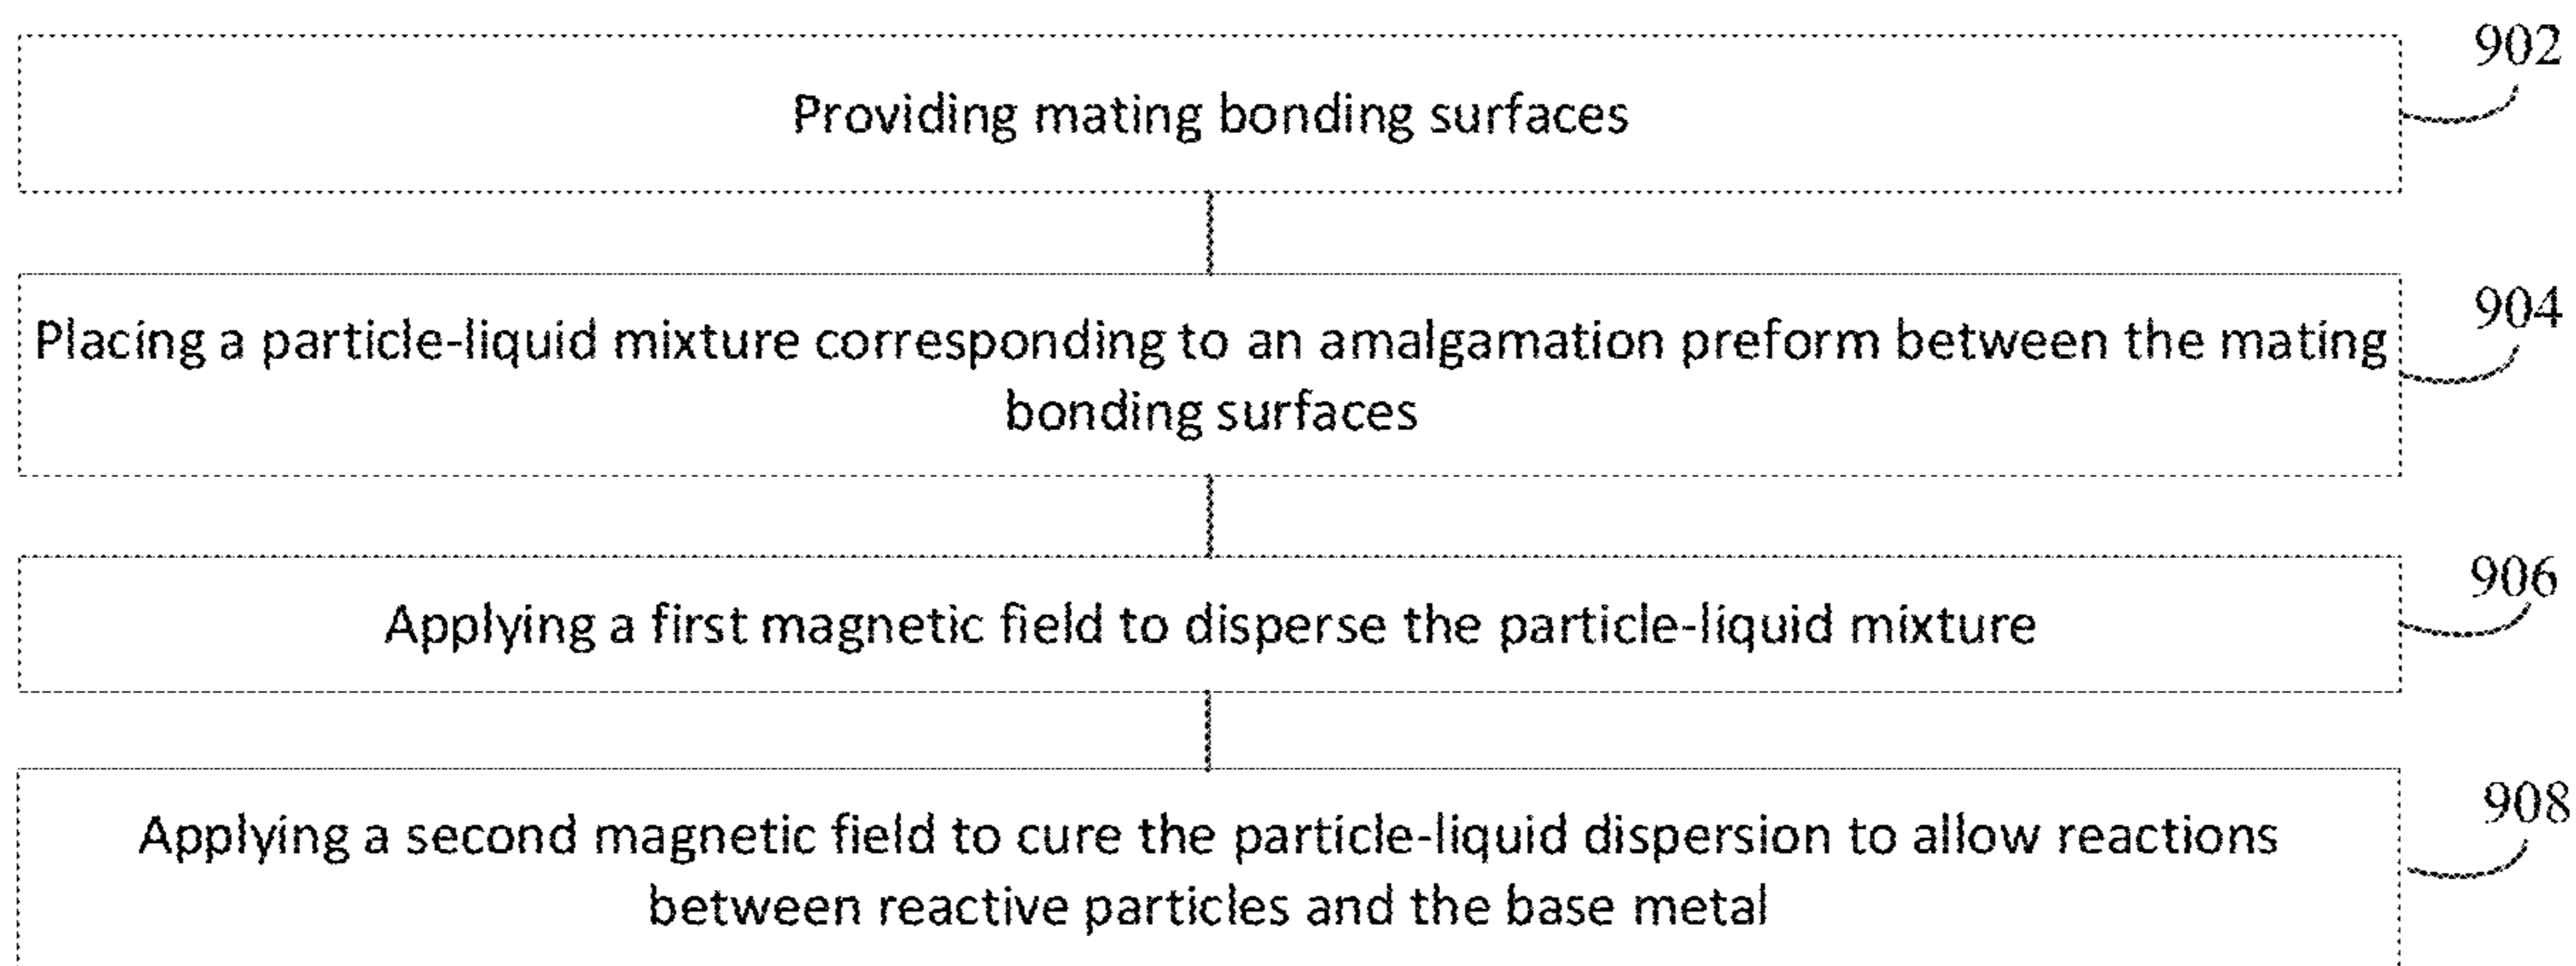 902
Providing mating bonding surfaces
904
Placing a particle-liquid mixture corresponding to an amalgamation preform between the mating
bonding surfaces
906
Applying a first magnetic field to disperse the particle-liquid mixture
908
Applying a second magnetic field to cure the particle-liquid dispersion to allow reactions
between reactive particles and the base metal